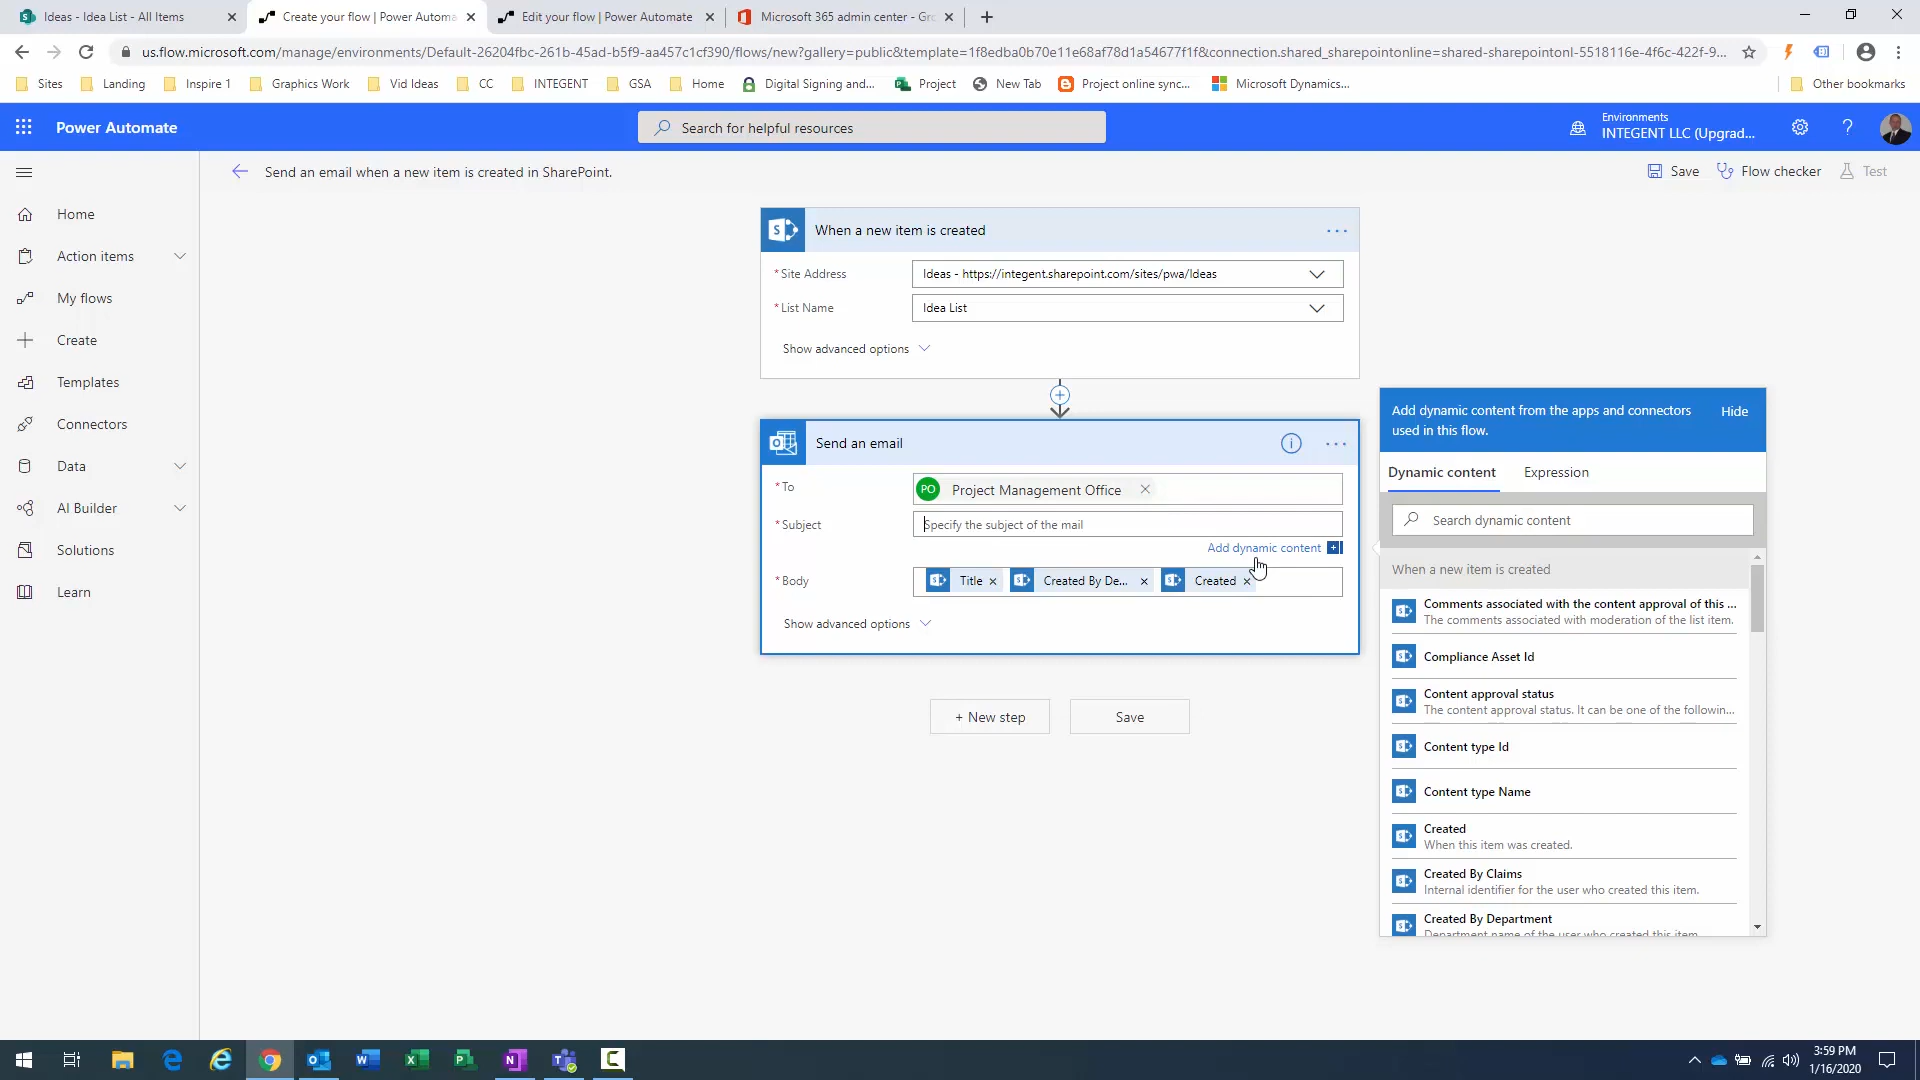 Ideas - Idea List - All Items
Create your flow | Power Automa
Edit your flow | Power Automate
Microsoft 365 admin center - Gr
us.flow.microsoft.com/manage/environments/Default-26204fbc-261b-45ad-b5f9-aa457c1cf390/flows/new?gallery=public&template=1f8edba0b70e11e68af78d1a54677f1f&connection.shared_sharepointonline=shared-sharepointonl-5518116e-4f6c-422f-9...
Sites
Landing
Inspire 1
Graphics Work
Vid Ideas
CC
INTEGENT
GSA
Home
Digital Signing and...
Project
New Tab
Project online sync...
Microsoft Dynamics...
Other bookmarks
Power Automate
Search for helpful resources
Environments
INTEGENT LLC (Upgrad...
?
Send an email when a new item is created in SharePoint.
Save
Flow checker
Test
Home
Action items
My flows
Create
Templates
Connectors
Data
AI Builder
Solutions
Learn
S
When a new item is created
*Site Address
Ideas - https://integent.sharepoint.com/sites/pwa/Ideas
*List Name
Idea List
Show advanced options
Send an email
*To
PO
Project Management Office
*Subject
Specify the subject of the mail
Add dynamic content
*Body
Title
Created By De...
Created
Show advanced options
+ New step
Save
Add dynamic content from the apps and connectors
used in this flow.
Hide
Dynamic content
Expression
Search dynamic content
When a new item is created
Comments associated with the content approval of this ...
The comments associated with moderation of the list item.
Compliance Asset Id
Content approval status
The content approval status. It can be one of the followin...
Content type Id
Content type Name
Created
When this item was created.
Created By Claims
Internal identifier for the user who created this item.
Created By Department
Department name of the user who created this item.
3:59 PM
1/16/2020